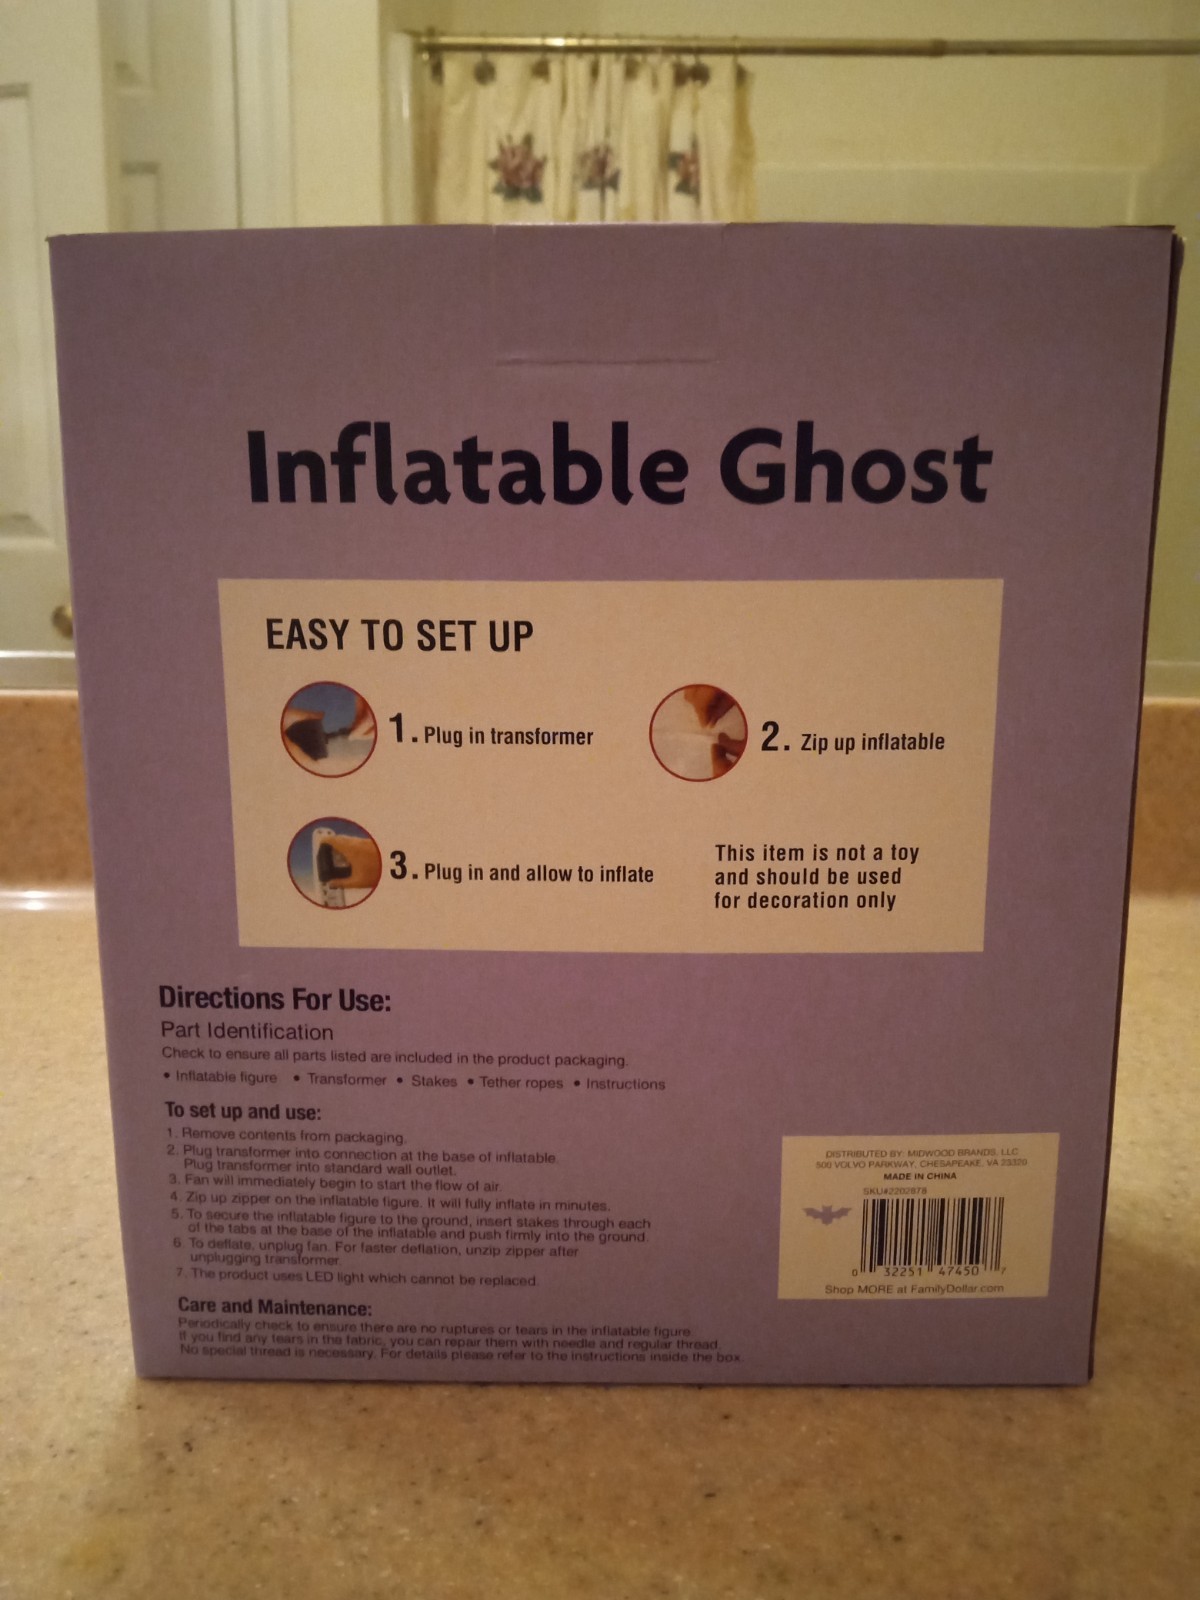 Inflatable Ghost
EASY TO SET UP
1. Plug in transformer
2. Zip up inflatable
3. Plug in and allow to inflate
This item is not a toy
and should be used
for decoration only
Directions For Use:
Part Identification
Check to ensure all parts listed are included in the product packaging.
• Inflatable figure • Transformer • Stakes • Tether ropes • Instructions
To set up and use:
1. Remove contents from packaging.
2. Plug transformer into connection at the base of inflatable.
Plug transformer into standard wall outlet.
3. Fan will immediately begin to start the flow of air.
4. Zip up zipper on the inflatable figure. It will fully inflate in minutes.
5. To secure the inflatable figure to the ground, insert stakes through each
of the tabs at the base of the inflatable and push firmly into the ground.
6. To deflate, unplug fan. For faster deflation, unzip zipper after
unplugging transformer.
7. The product uses LED light which cannot be replaced.
Care and Maintenance:
Periodically check to ensure there are no ruptures or tears in the inflatable figure.
If you find any tears in the fabric, you can repair them with needle and regular thread.
No special thread is necessary. For details please refer to the instructions inside the box.
DISTRIBUTED BY: MIDWOOD BRANDS, LLC
500 VOLVO PARKWAY, CHESAPEAKE, VA 23320
MADE IN CHINA
SKU#2202878
0 32251 47450 7
Shop MORE at FamilyDollar.com